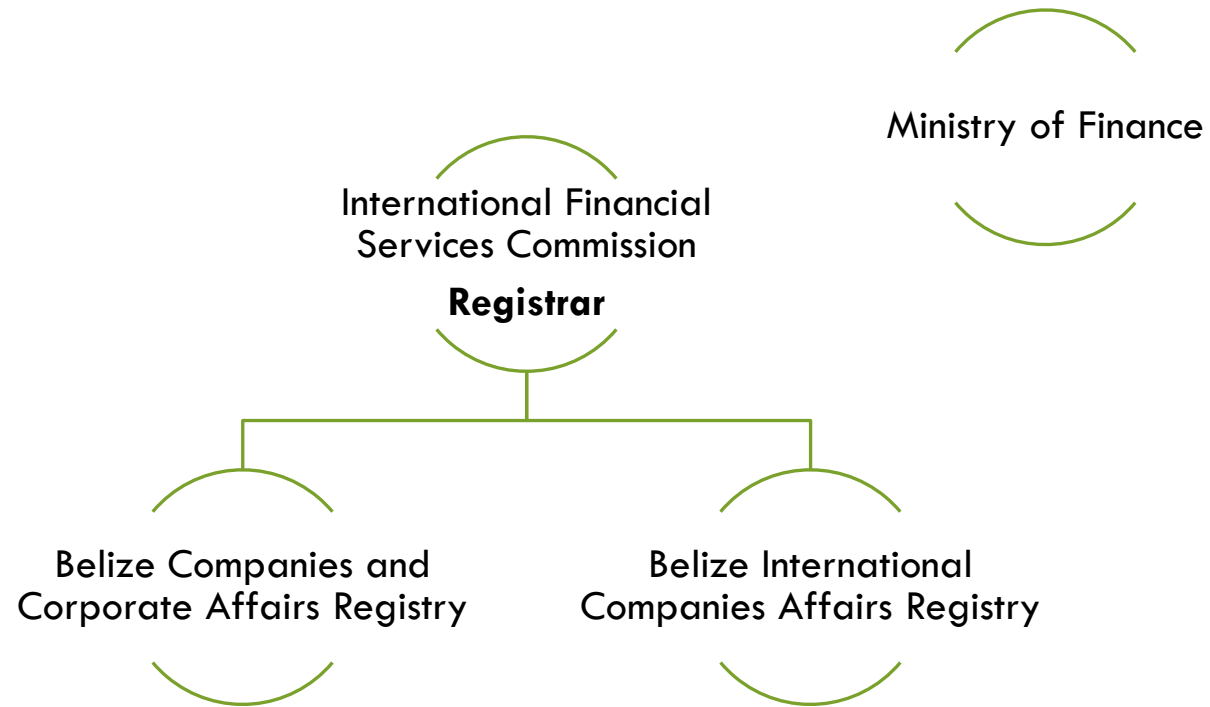 Ministry of Finance
International Financial
Services Commission
Registrar
Belize Companies and
Corporate Affairs Registry
Belize International
Companies Affairs Registry